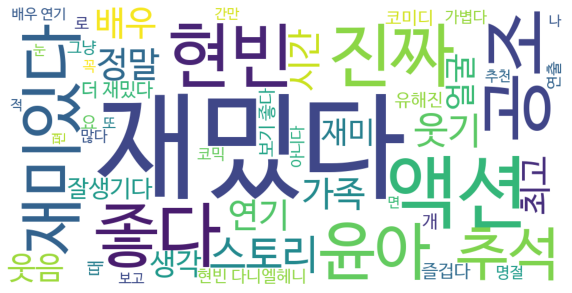 배우 연기
로
배우
간만
코미디
가볍다
나
눈
그냥
꼭
정말
현빈
시간
진짜
공조
재미있다
더 재밌다
얼굴
추천
연출
적
요
또
유해진
편
많다
재밌다
보기 좋다
재미
웃기
코믹
아니다
잘생기다
가족
액션
최고
좋다
연기
면
웃음
갭
생각
스토리
윤아
추석
개
즐겁다
명절
보고
현빈 다니엘헤니